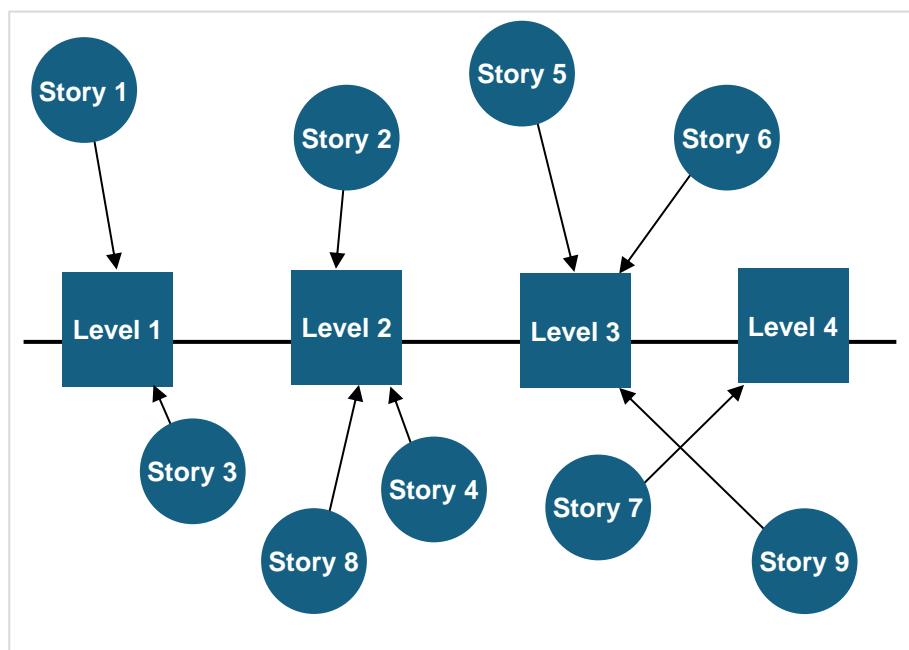 Story 1
Story 5
Story 2
Story 6
Level 1
Level 2
Level 3
Level 4
Story 3
Story 4
Story 7
Story 8
Story 9